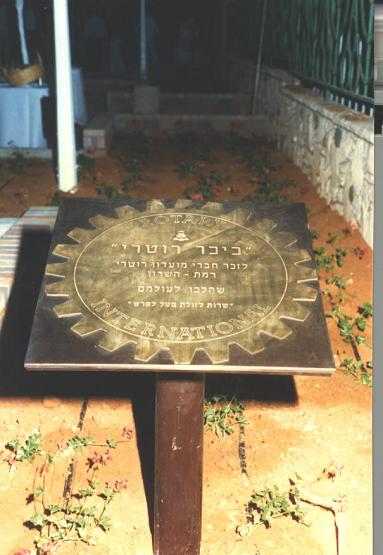 ROTARY
"כיכר רוטרי"
לזכר חברי מועדון רוטרי
רמת - השרון
שהלכו לעולמם
"שרות לזולת מעל לפרט"
INTERNATIONAL